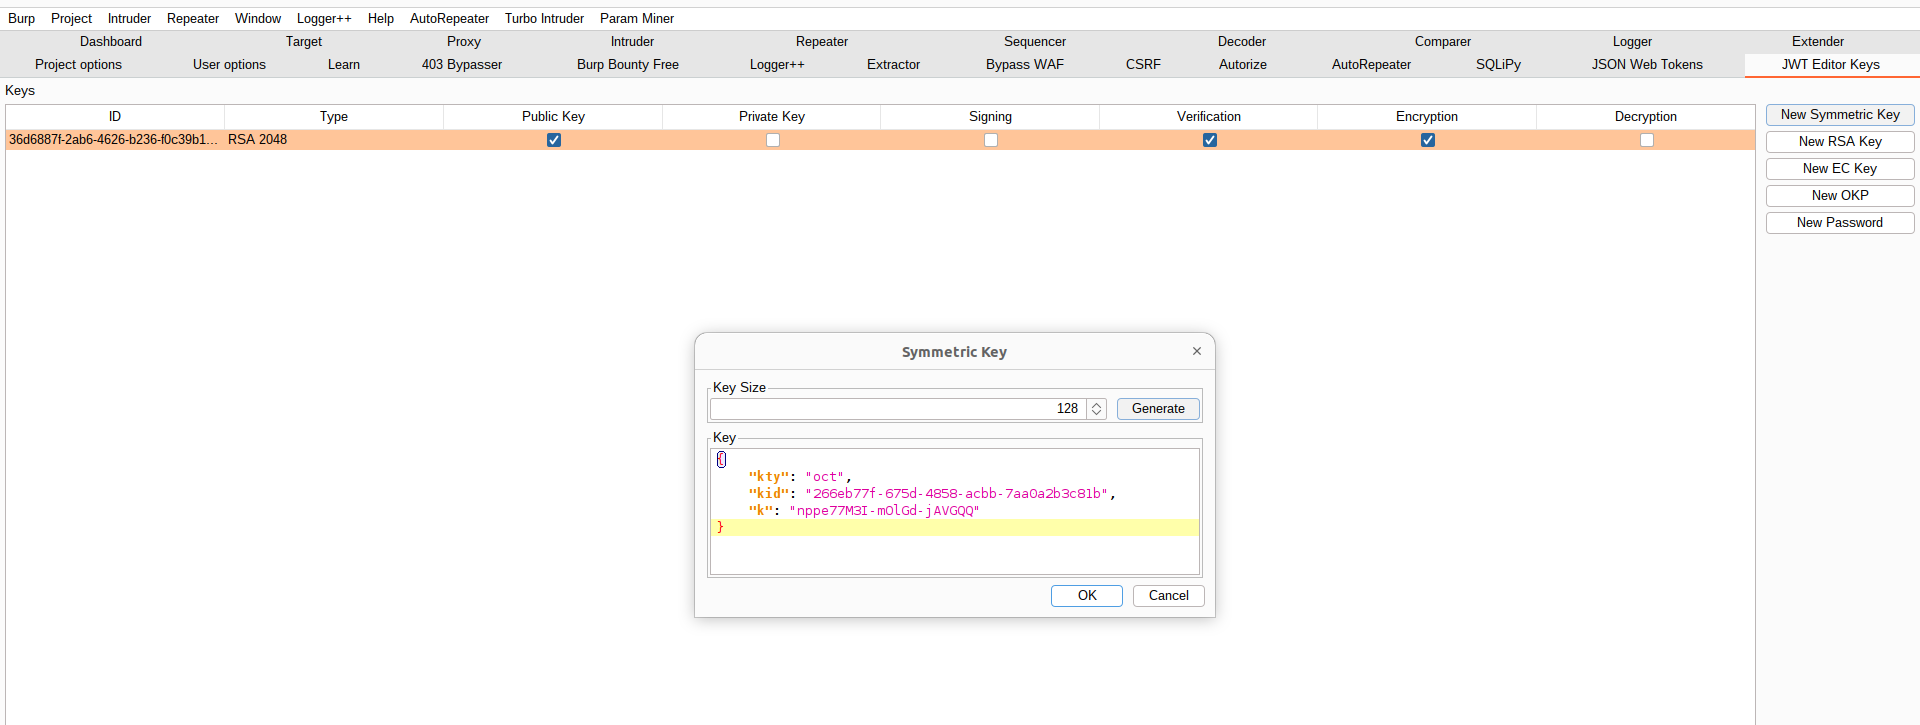 Burp Project Intruder Repeater Window Logger++ Help AutoRepeater Turbo Intruder Param Miner
Dashboard Target Proxy Intruder Repeater Sequencer Decoder Comparer Logger Extender
Project options User options Learn 403 Bypasser Burp Bounty Free Logger++ Extractor Bypass WAF CSRF Autorize AutoRepeater SQLiPy JSON Web Tokens JWT Editor Keys
Keys
ID Type Public Key Private Key Signing Verification Encryption Decryption
36d6887f-2ab6-4626-b236-f0c39b1... RSA 2048
New Symmetric Key
New RSA Key
New EC Key
New OKP
New Password
Symmetric Key
Key Size
128 Generate
Key
{
"kty": "oct",
"kid": "266eb77f-675d-4858-acbb-7aa0a2b3c81b",
"k": "nppe77M3I-mOlGd-jAVGQQ"
}
OK Cancel